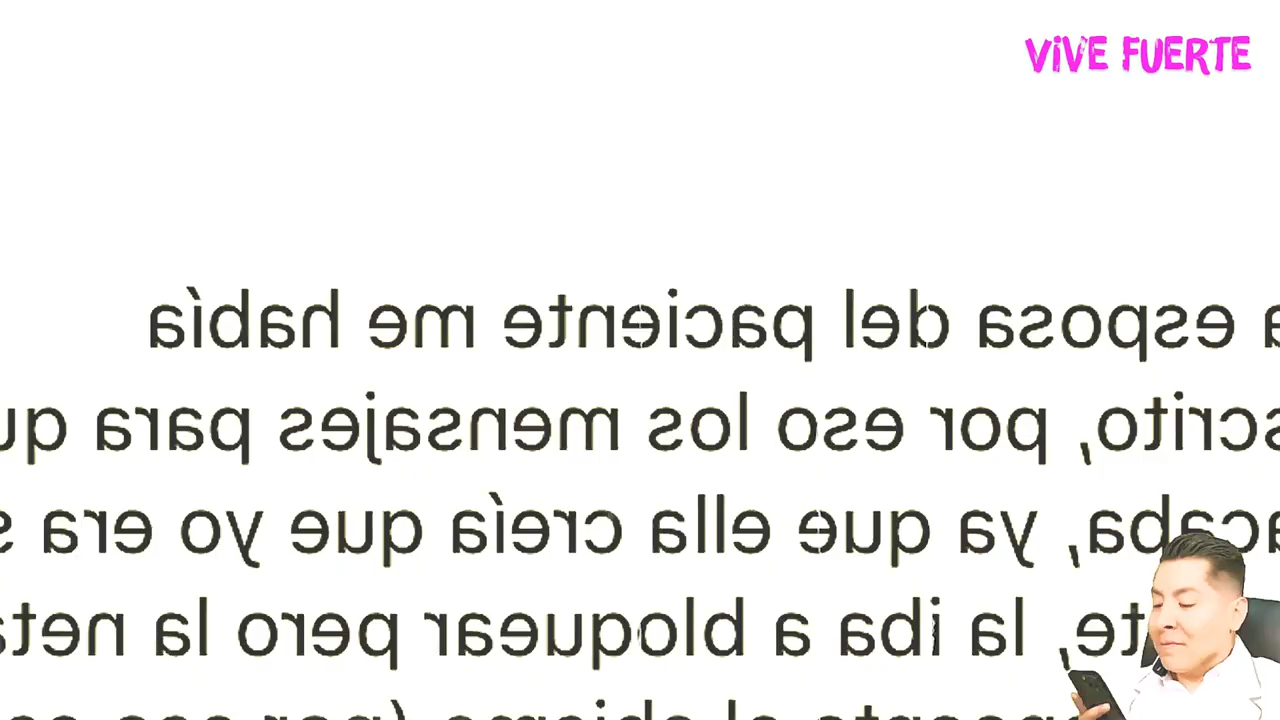 VIVE FUERTE
a esposa del paciente me había
scrito, por eso los mensajes para qu
acaba, ya que ella creía que yo era s
te, la iba a bloquear pero la neta